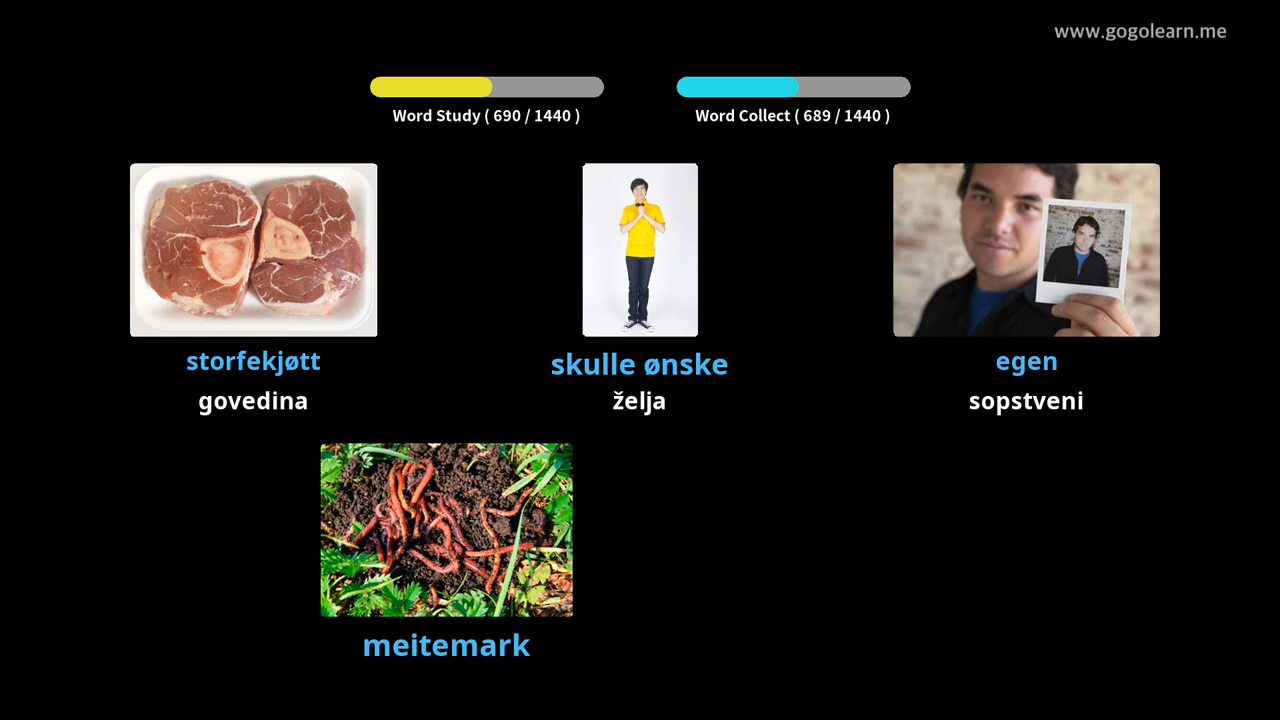 www.gogolearn.me
Word Study ( 690 / 1440 )
Word Collect ( 689 / 1440 )
storfekjøtt
govedina
skulle ønske
želja
egen
sopstveni
meitemark